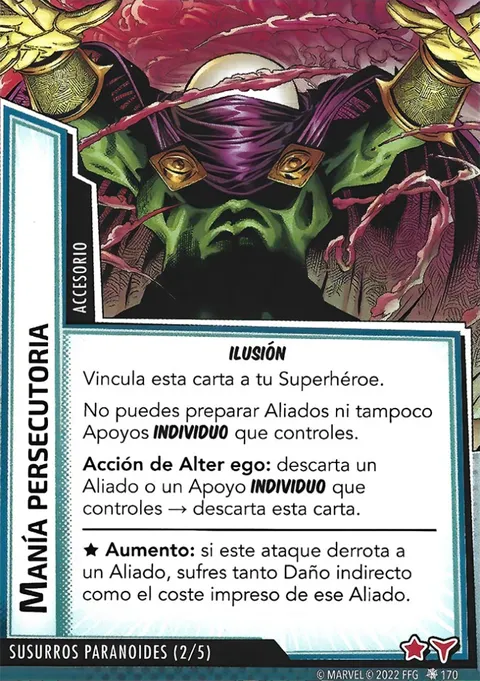 ACCESORIO
MANÍA PERSECUTORIA
ILUSIÓN
Vincula esta carta a tu Superhéroe.
No puedes preparar Aliados ni tampoco
Apoyos INDIVIDUO que controles.
Acción de Alter ego: descarta un
Aliado o un Apoyo INDIVIDUO que
controles → descarta esta carta.
★ Aumento: si este ataque derrota a
un Aliado, sufres tanto Daño indirecto
como el coste impreso de ese Aliado.
SUSURROS PARANOIDES (2/5)
© MARVEL © 2022 FFG 170